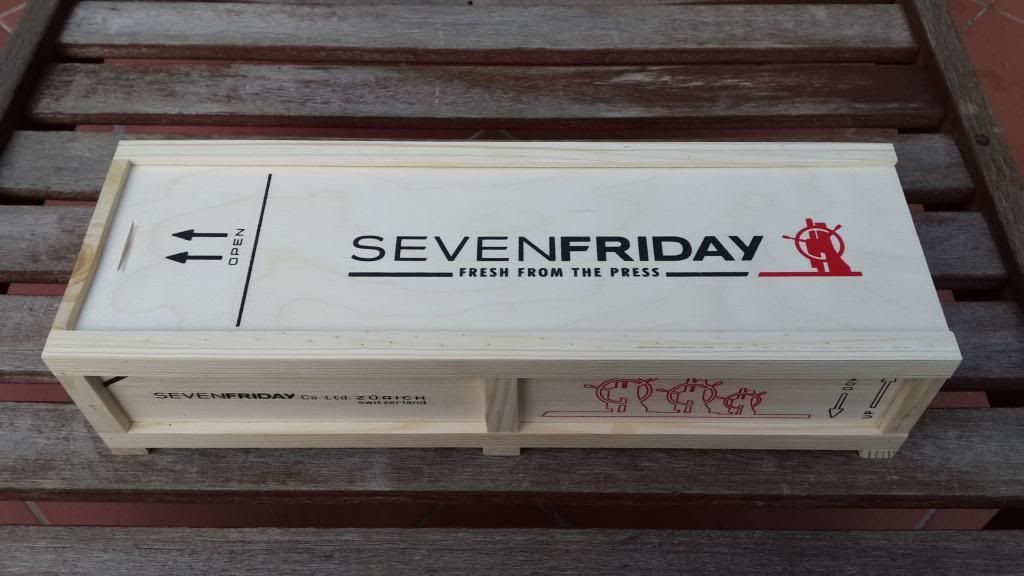 OPEN
SEVENFRIDAY
FRESH FROM THE PRESS
SEVENFRIDAY Co. Ltd. ZÜRICH
switzerland
UP